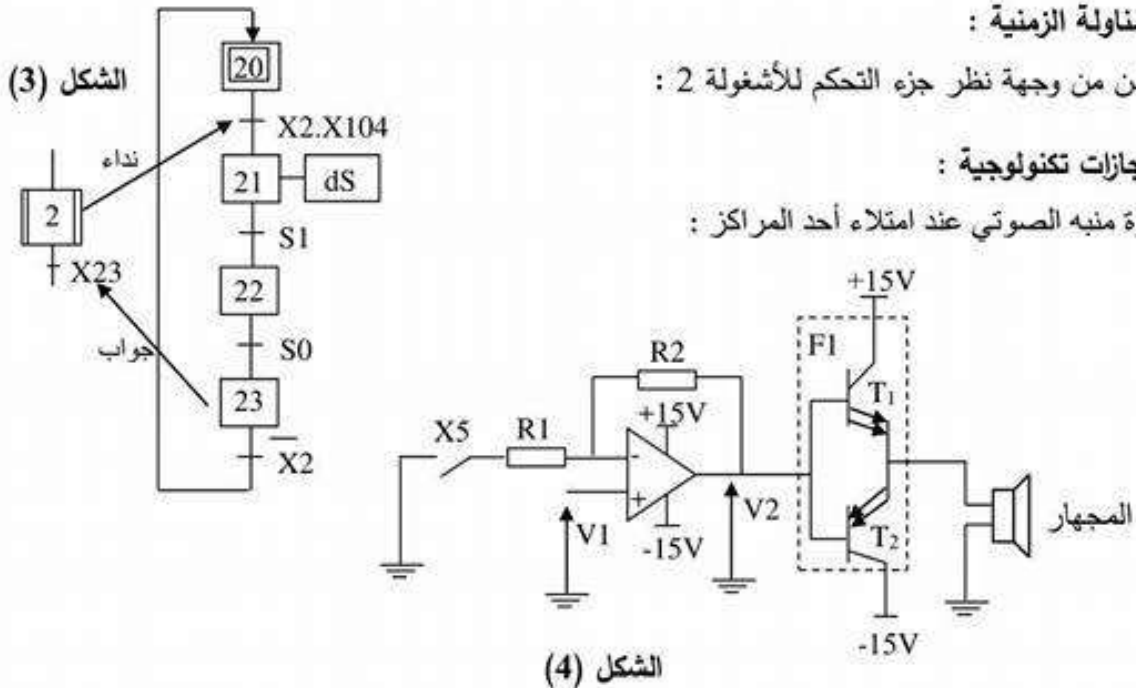 الزمنية :
من وجهة نظر جزء التحكم للأشغولة 2 :
تكنولوجية :
منبه الصوتي عند امتلاء أحد المراكز :
الشكل (3)
20
X2.X104
نداء
2
21
dS
X23
S1
22
جواب
S0
23
X2
+15V
F1
R2
T1
+15V
X5
R1
-
+
V1
V2
-15V
T2
المجهار
-15V
الشكل (4)